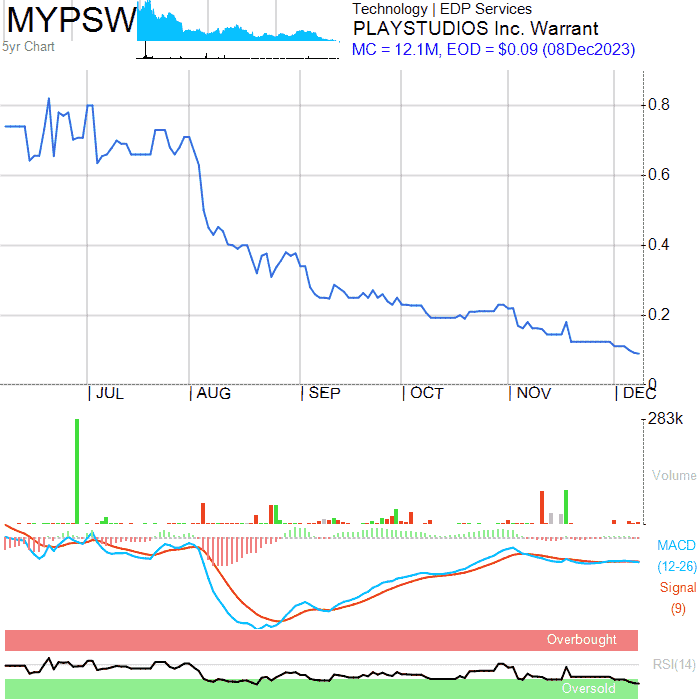 MYPSW
5yr Chart
Technology | EDP Services
PLAYSTUDIOS Inc. Warrant
MC = 12.1M, EOD = $0.09 (08Dec2023)
0.8
0.6
0.4
0.2
0
JUL AUG SEP OCT NOV DEC
283k
Volume
MACD
(12-26)
Signal
(9)
Overbought
RSI(14)
Oversold